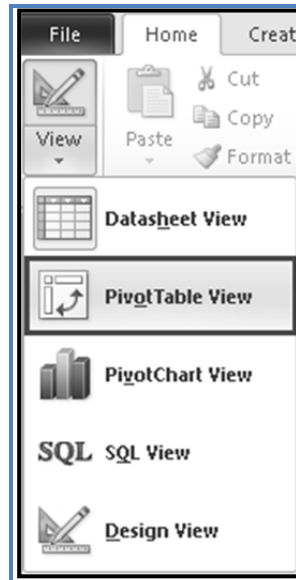 File Home Creat
Cut
Copy
View Paste
Format
Datasheet View
PivotTable View
PivotChart View
SQL SQL View
Design View